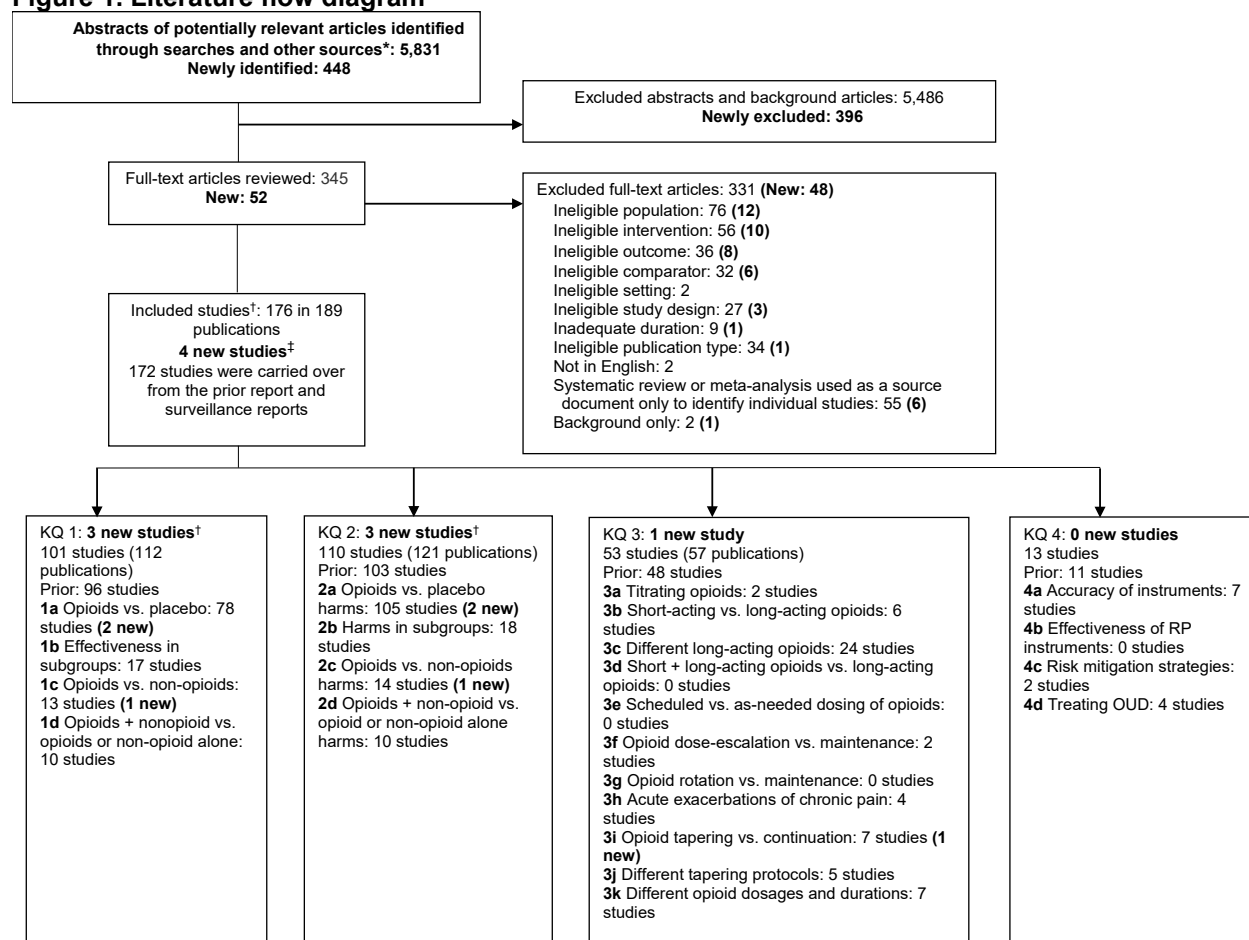 Figure 1. Literature flow diagram
Abstracts of potentially relevant articles identified
through searches and other sources*: 5,831
Newly identified: 448
Excluded abstracts and background articles: 5,486
Newly excluded: 396
Full-text articles reviewed: 345
New: 52
Excluded full-text articles: 331 (New: 48)
Ineligible population: 76 (12)
Ineligible intervention: 56 (10)
Ineligible outcome: 36 (8)
Ineligible comparator: 32 (6)
Ineligible setting: 2
Ineligible study design: 27 (3)
Inadequate duration: 9 (1)
Ineligible publication type: 34 (1)
Not in English: 2
Systematic review or meta-analysis used as a source
document only to identify individual studies: 55 (6)
Background only: 2 (1)
Included studies†: 176 in 189
publications
4 new studies‡
172 studies were carried over
from the prior report and
surveillance reports
KQ 1: 3 new studies†
101 studies (112
publications)
Prior: 96 studies
1a Opioids vs. placebo: 78
studies (2 new)
1b Effectiveness in
subgroups: 17 studies
1c Opioids vs. non-opioids:
13 studies (1 new)
1d Opioids + nonopioid vs.
opioids or non-opioid alone:
10 studies
KQ 2: 3 new studies†
110 studies (121 publications)
Prior: 103 studies
2a Opioids vs. placebo
harms: 105 studies (2 new)
2b Harms in subgroups: 18
studies
2c Opioids vs. non-opioids
harms: 14 studies (1 new)
2d Opioids + non-opioid vs.
opioid or non-opioid alone
harms: 10 studies
KQ 3: 1 new study
53 studies (57 publications)
Prior: 48 studies
3a Titrating opioids: 2 studies
3b Short-acting vs. long-acting opioids: 6
studies
3c Different long-acting opioids: 24 studies
3d Short + long-acting opioids vs. long-acting
opioids: 0 studies
3e Scheduled vs. as-needed dosing of opioids:
0 studies
3f Opioid dose-escalation vs. maintenance: 2
studies
3g Opioid rotation vs. maintenance: 0 studies
3h Acute exacerbations of chronic pain: 4
studies
3i Opioid tapering vs. continuation: 7 studies (1
new)
3j Different tapering protocols: 5 studies
3k Different opioid dosages and durations: 7
studies
KQ 4: 0 new studies
13 studies
Prior: 11 studies
4a Accuracy of instruments: 7
studies
4b Effectiveness of RP
instruments: 0 studies
4c Risk mitigation strategies:
2 studies
4d Treating OUD: 4 studies